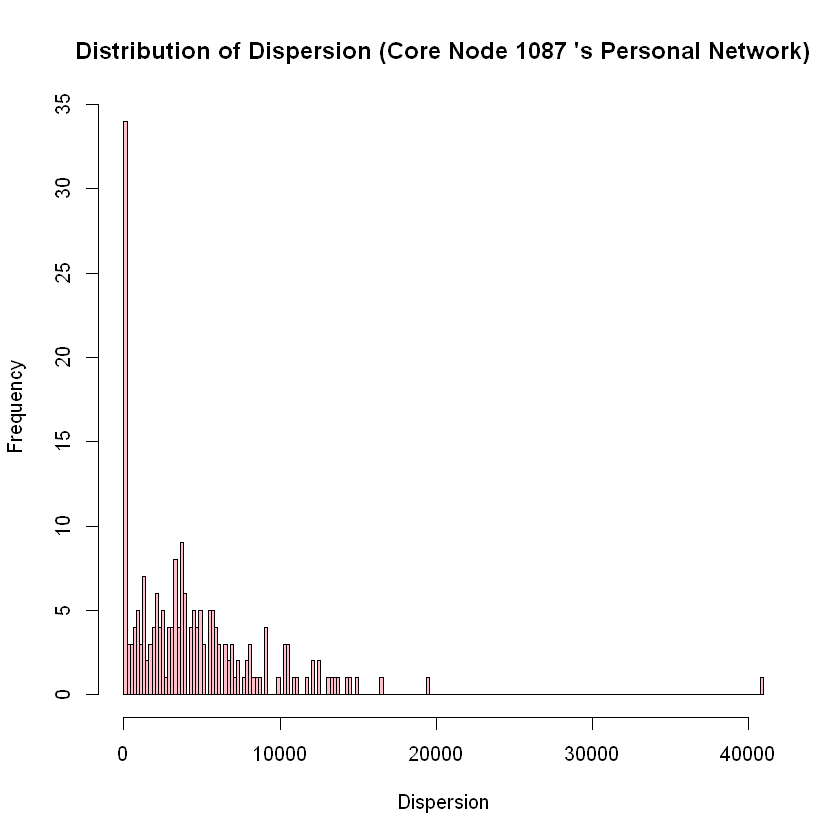 Distribution of Dispersion (Core Node 1087 's Personal Network)
35
30
25
20
15
10
5
0
Frequency
0 10000 20000 30000 40000
Dispersion